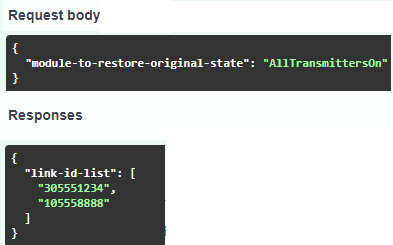 Request body
{
"module-to-restore-original-state": "AllTransmittersOn"
}
Responses
{
"link-id-list": [
"305551234",
"105558888"
]
}